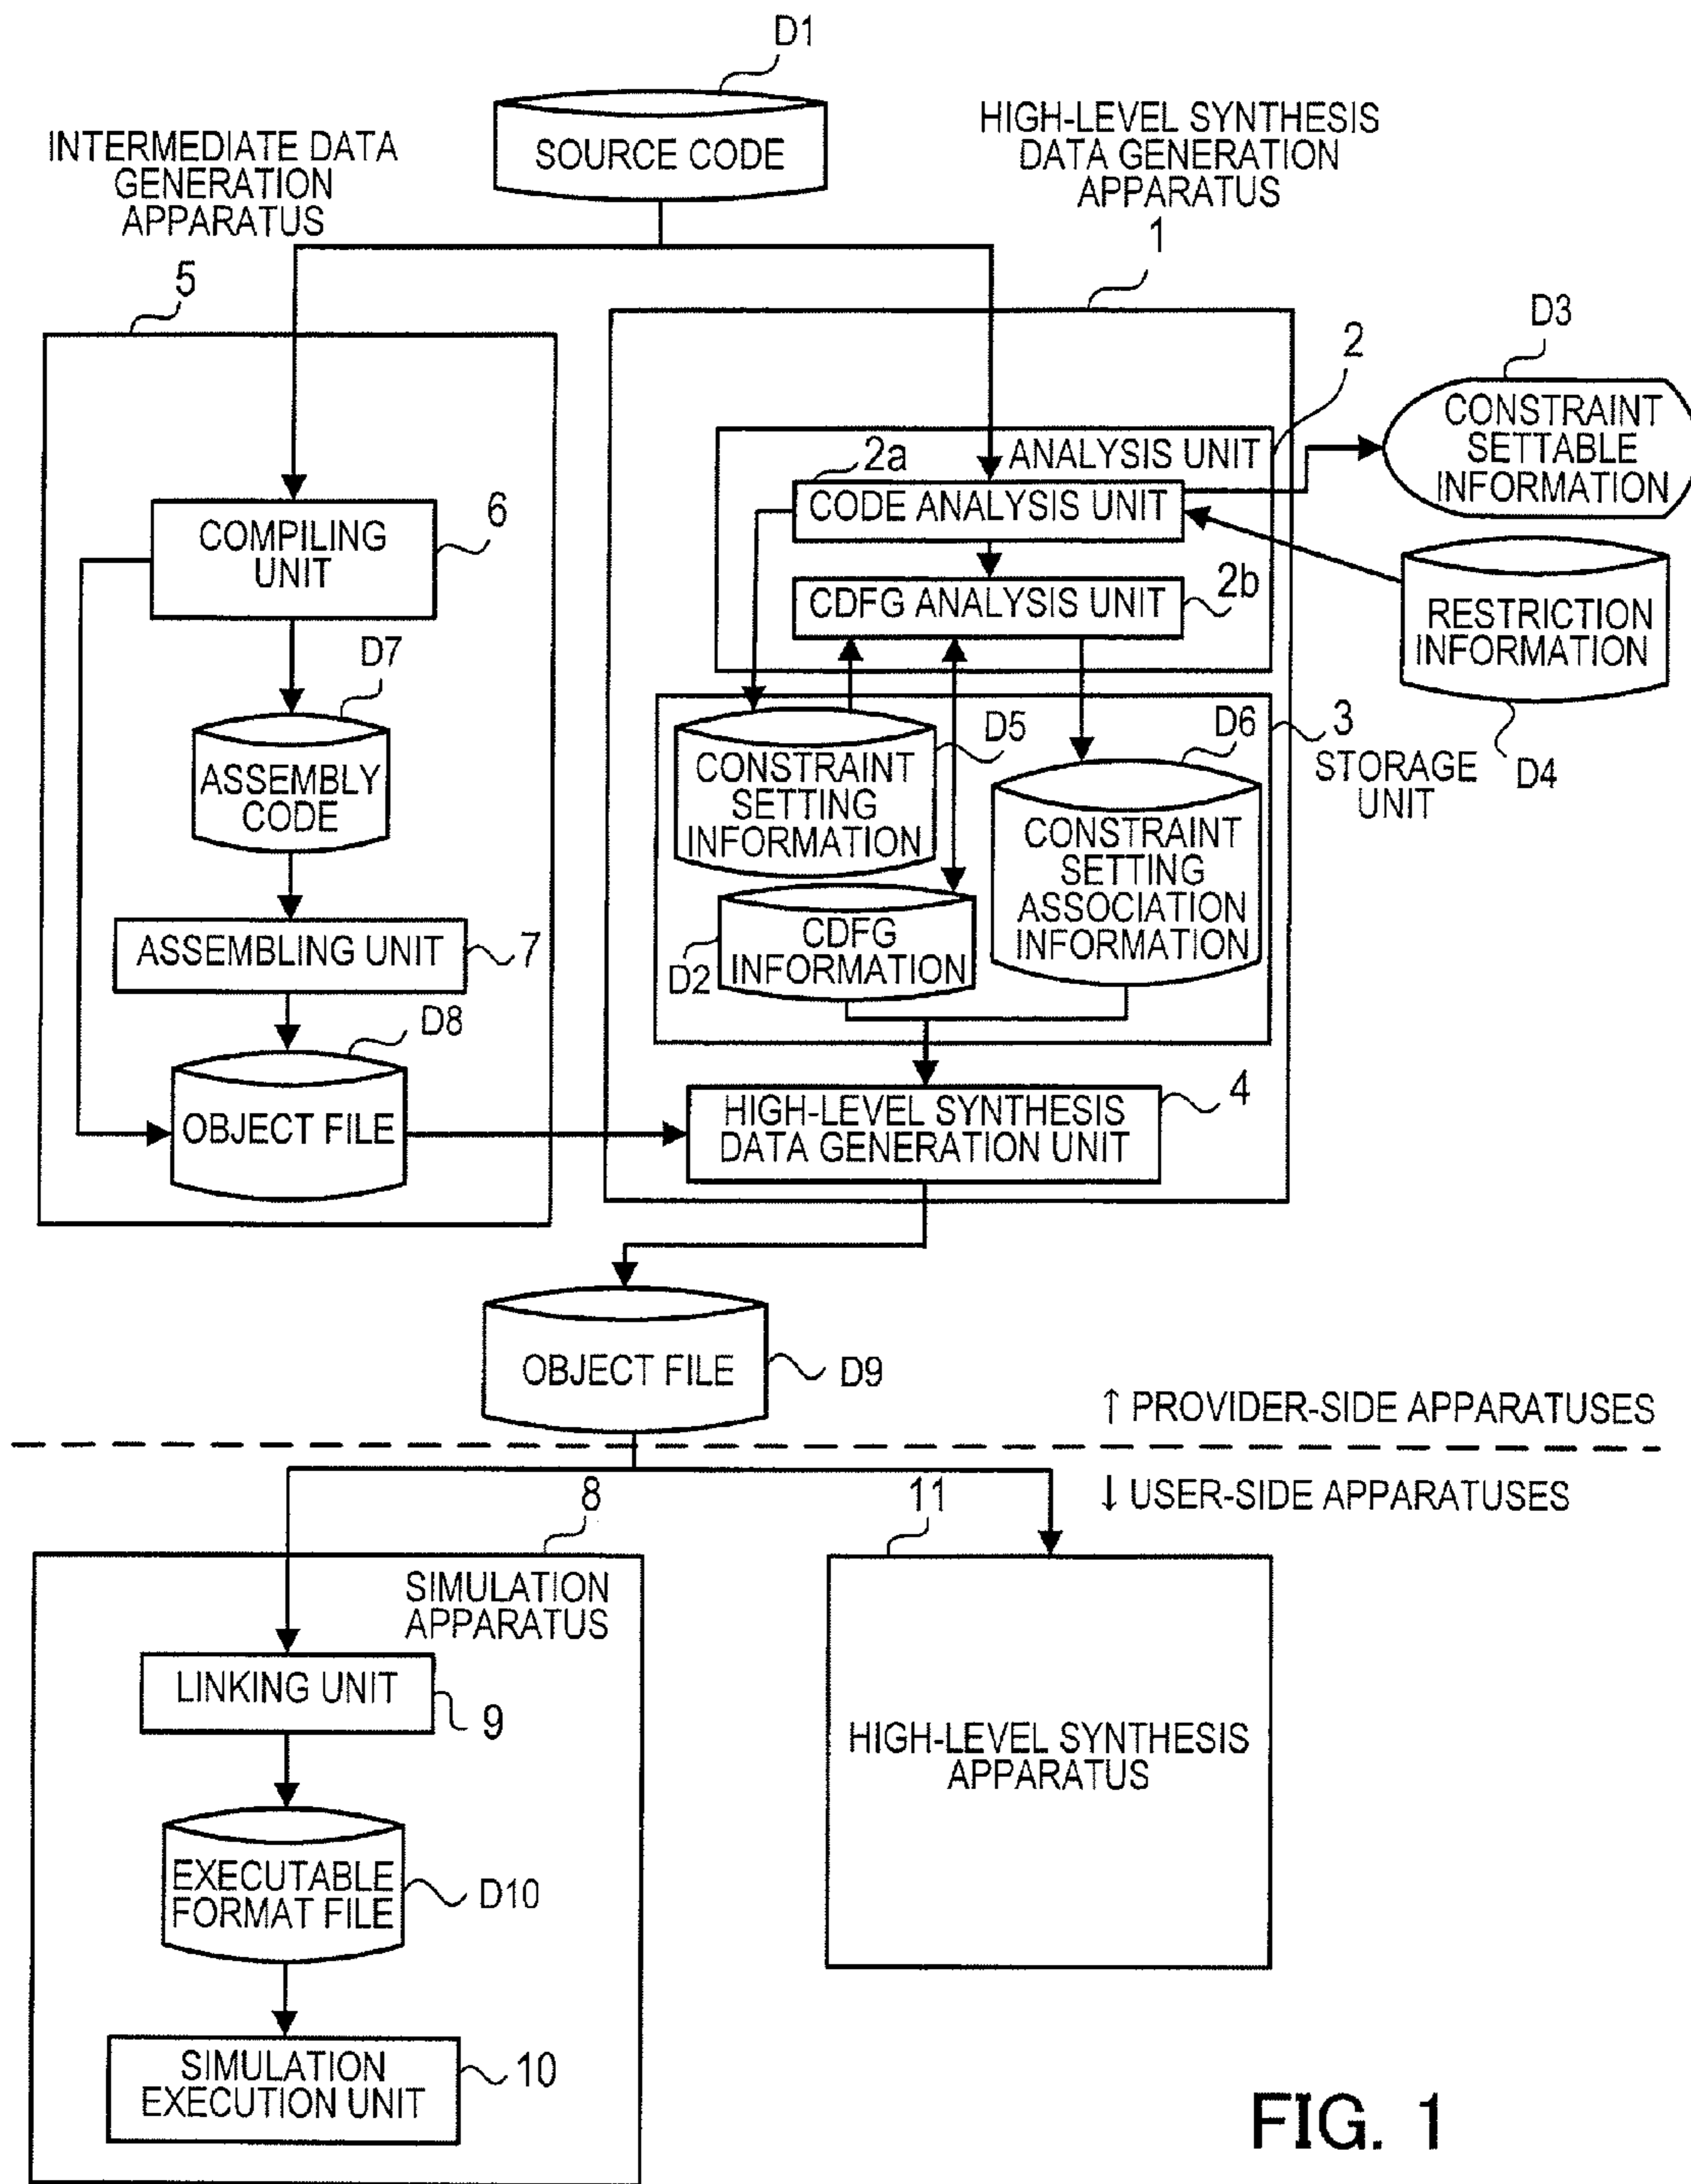 D1
SOURCE CODE
INTERMEDIATE DATA
GENERATION
APPARATUS
HIGH-LEVEL SYNTHESIS
DATA GENERATION
APPARATUS
1
5
2
D3
CONSTRAINT
SETTABLE
INFORMATION
2a
ANALYSIS UNIT
CODE ANALYSIS UNIT
CDFG ANALYSIS UNIT
2b
RESTRICTION
INFORMATION
D4
COMPILING
UNIT
6
D7
ASSEMBLY
CODE
ASSEMBLING UNIT
7
D8
OBJECT FILE
CONSTRAINT
SETTING
INFORMATION
D5
D6
3
STORAGE
UNIT
CONSTRAINT
SETTING
ASSOCIATION
INFORMATION
D2
CDFG
INFORMATION
HIGH-LEVEL SYNTHESIS
DATA GENERATION UNIT
4
OBJECT FILE
D9
↑ PROVIDER-SIDE APPARATUSES
↓ USER-SIDE APPARATUSES
8
11
SIMULATION
APPARATUS
LINKING UNIT
9
EXECUTABLE
FORMAT FILE
D10
SIMULATION
EXECUTION UNIT
10
HIGH-LEVEL SYNTHESIS
APPARATUS
FIG. 1